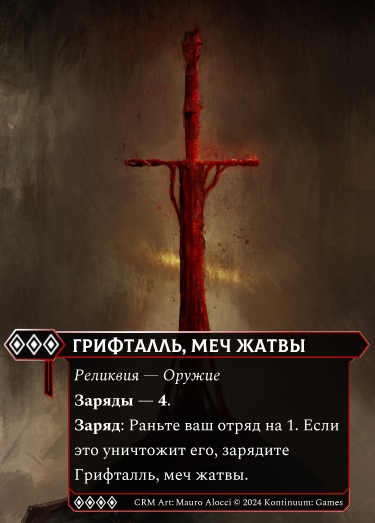 ГРИФТАЛЛЬ, МЕЧ ЖАТВЫ
Реликвия — Оружие
Заряды — 4.
Заряд: Раньте ваш отряд на 1. Если
это уничтожит его, зарядите
Грифталль, меч жатвы.
CRM Art: Mauro Alocci © 2024 Kontinuum: Games